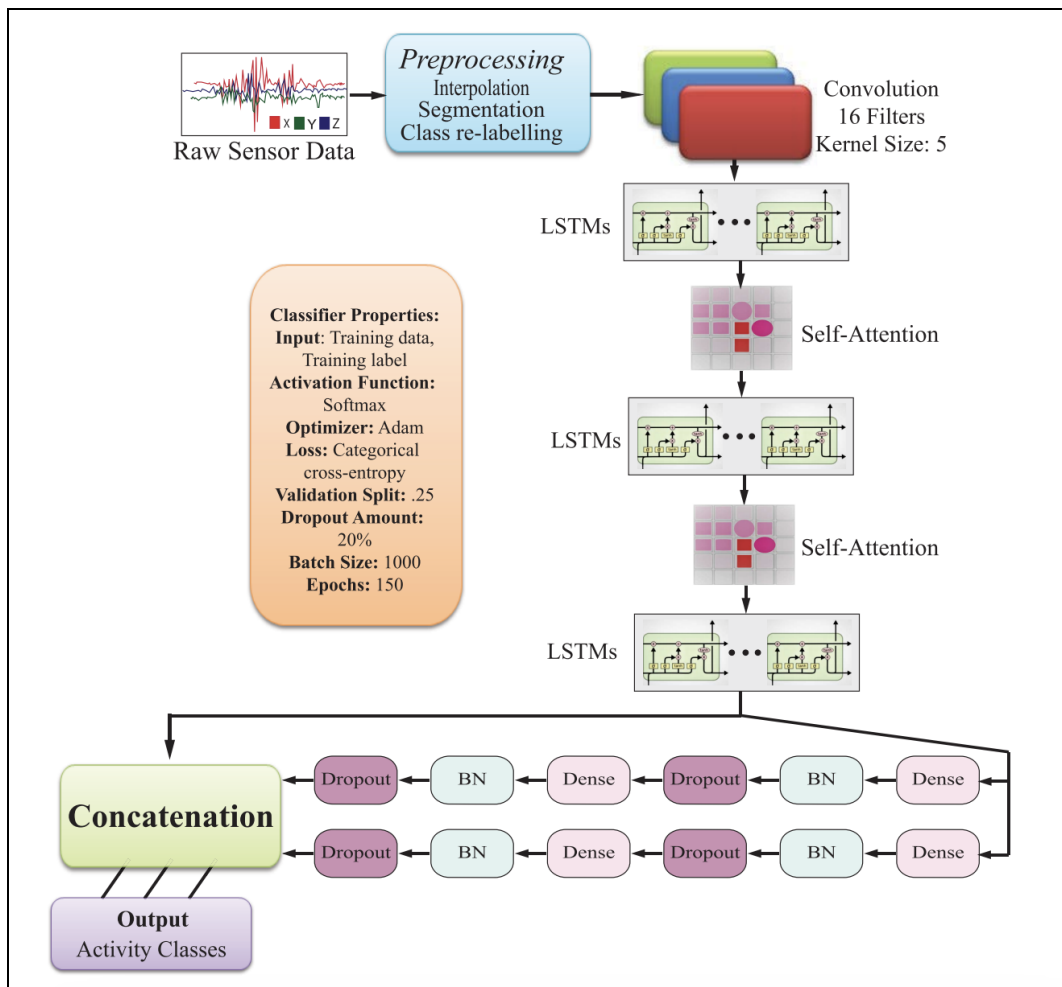 X Y Z
Raw Sensor Data
Preprocessing
Interpolation
Segmentation
Class re-labelling
Convolution
16 Filters
Kernel Size: 5
LSTMs
Self-Attention
LSTMs
Self-Attention
LSTMs
Classifier Properties:
Input: Training data,
Training label
Activation Function:
Softmax
Optimizer: Adam
Loss: Categorical
cross-entropy
Validation Split: .25
Dropout Amount:
20%
Batch Size: 1000
Epochs: 150
Concatenation
Dropout BN Dense Dropout BN Dense
Dropout BN Dense Dropout BN Dense
Output
Activity Classes